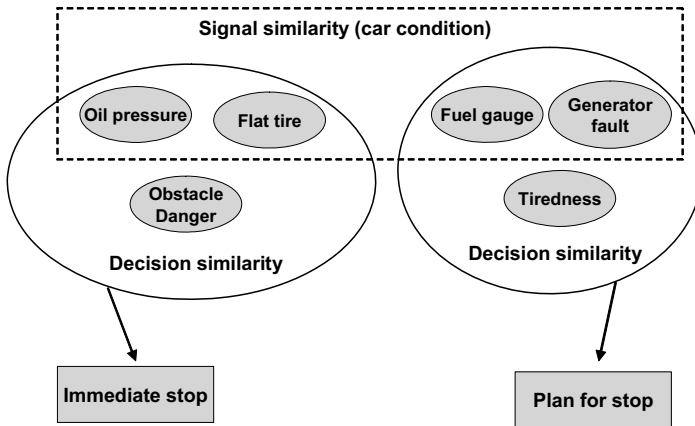 Signal similarity (car condition)
Oil pressure
Flat tire
Fuel gauge
Generator
fault
Obstacle
Danger
Tiredness
Decision similarity
Decision similarity
Immediate stop
Plan for stop